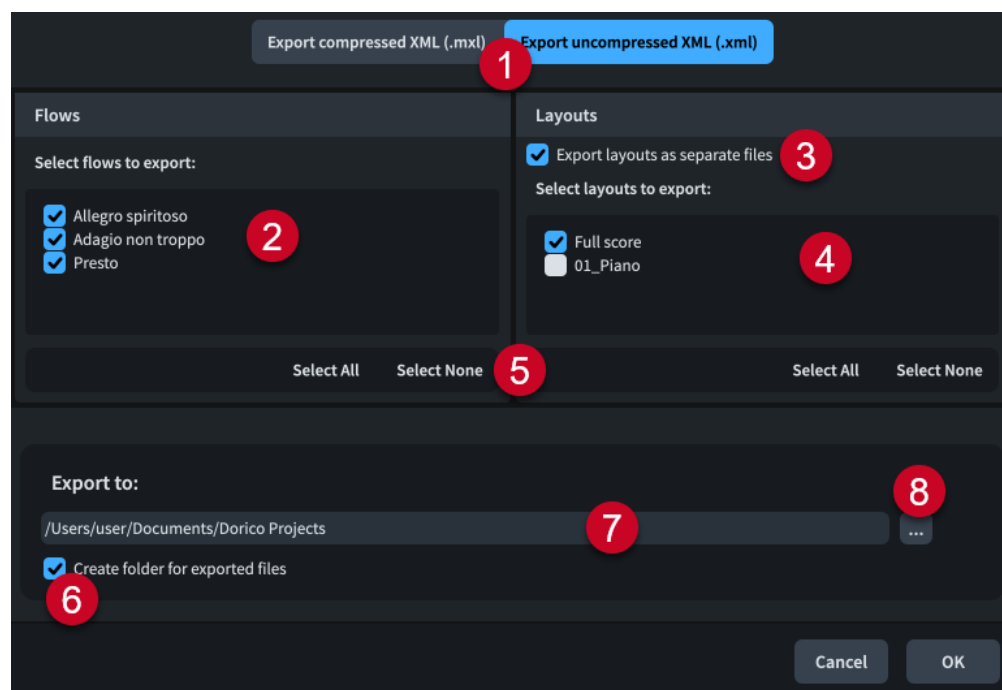 Export compressed XML (.mxl) Export uncompressed XML (.xml)
1
Flows
Select flows to export:
Allegro spiritoso
Adagio non troppo
Presto
2
Select All Select None
5
Layouts
Export layouts as separate files
3
Select layouts to export:
Full score
01_Piano
4
Select All Select None
Export to:
8
/Users/user/Documents/Dorico Projects
7
...
Create folder for exported files
6
Cancel OK